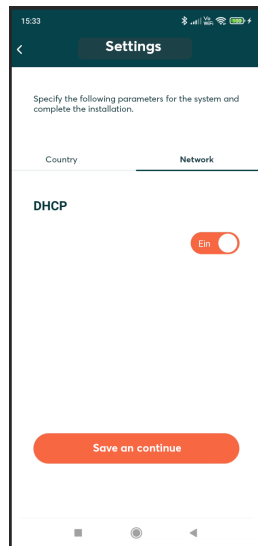 15:33
Settings
Specify the following parameters for the system and
complete the installation.
Country Network
DHCP
Ein
Save an continue